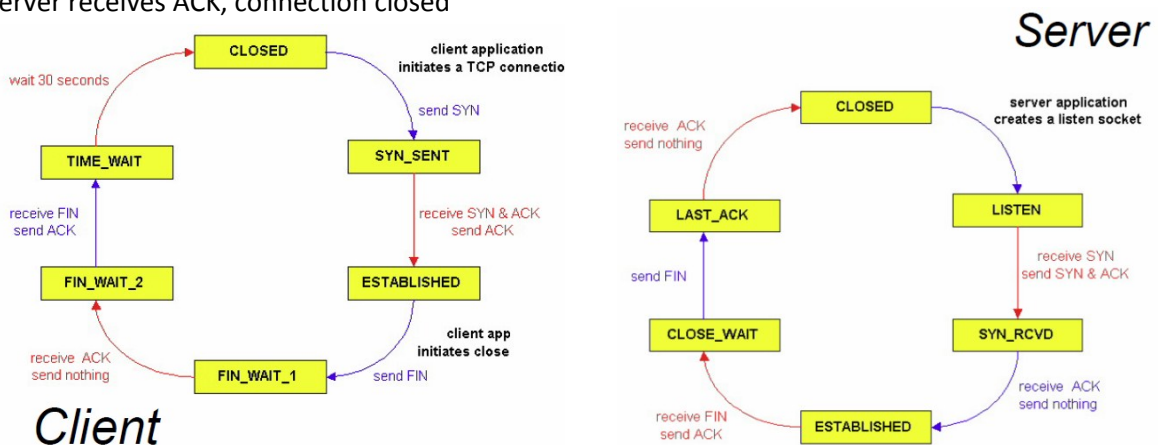 erver receives ACK, connection closed
CLOSED
client application
initiates a TCP connectio
wait 30 seconds
send SYN
TIME_WAIT
SYN_SENT
receive FIN
send ACK
receive SYN & ACK
send ACK
FIN_WAIT_2
ESTABLISHED
client app
initiates close
receive ACK
send nothing
FIN_WAIT_1
send FIN
Client
Server
CLOSED
server application
creates a listen socket
receive ACK
send nothing
LAST_ACK
LISTEN
send FIN
receive SYN
send SYN & ACK
CLOSE_WAIT
SYN_RCVD
receive ACK
send nothing
receive FIN
send ACK
ESTABLISHED